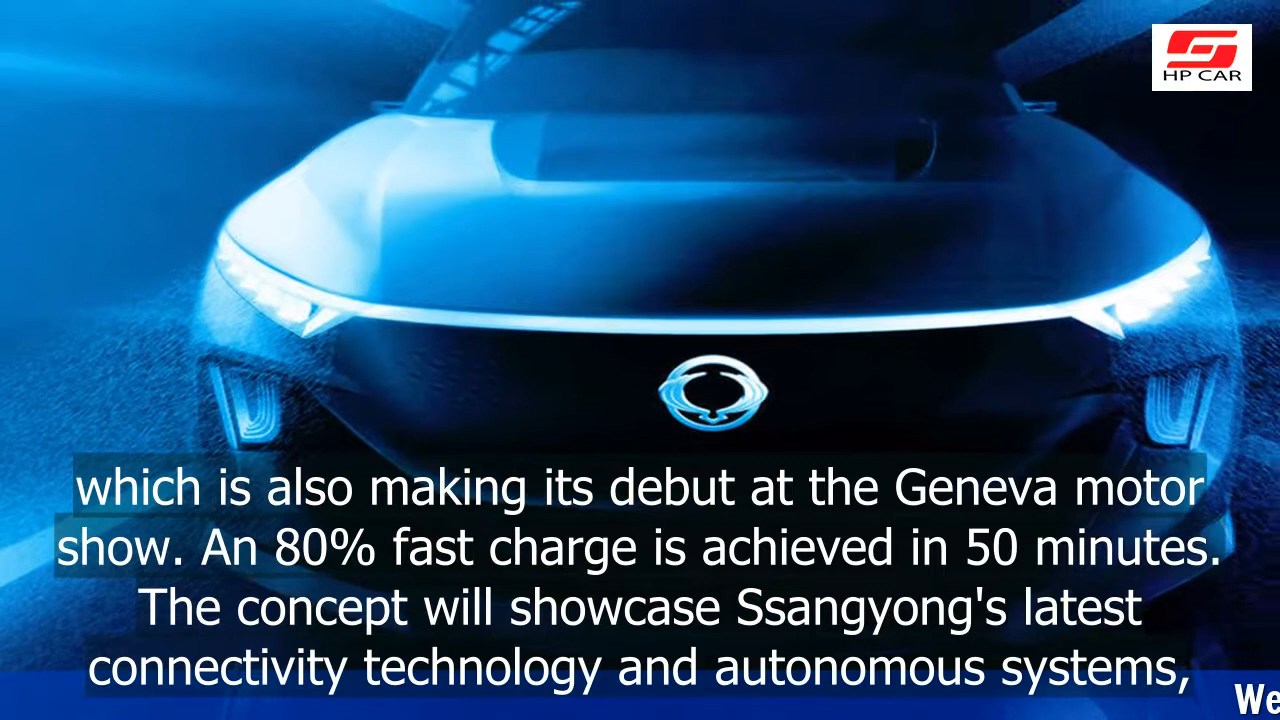 HP CAR
which is also making its debut at the Geneva motor
show. An 80% fast charge is achieved in 50 minutes.
The concept will showcase Ssangyong's latest
connectivity technology and autonomous systems,
We